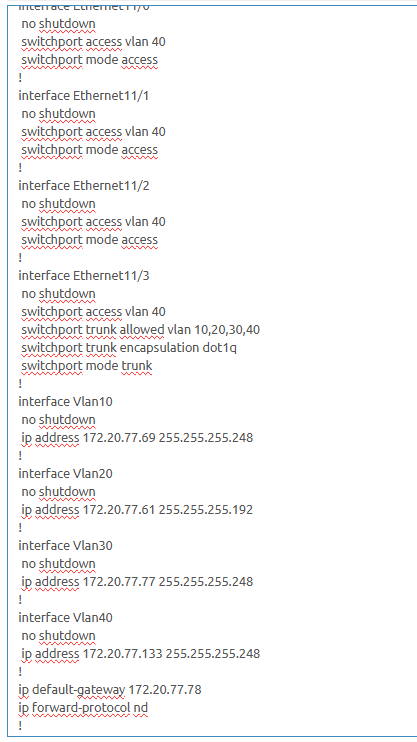 interface Ethernet11/0
no shutdown
switchport access vlan 40
switchport mode access
!
interface Ethernet11/1
no shutdown
switchport access vlan 40
switchport mode access
!
interface Ethernet11/2
no shutdown
switchport access vlan 40
switchport mode access
!
interface Ethernet11/3
no shutdown
switchport access vlan 40
switchport trunk allowed vlan 10,20,30,40
switchport trunk encapsulation dot1q
switchport mode trunk
!
interface Vlan10
no shutdown
ip address 172.20.77.69 255.255.255.248
!
interface Vlan20
no shutdown
ip address 172.20.77.61 255.255.255.192
!
interface Vlan30
no shutdown
ip address 172.20.77.77 255.255.255.248
!
interface Vlan40
no shutdown
ip address 172.20.77.133 255.255.255.248
!
ip default-gateway 172.20.77.78
ip forward-protocol nd
!